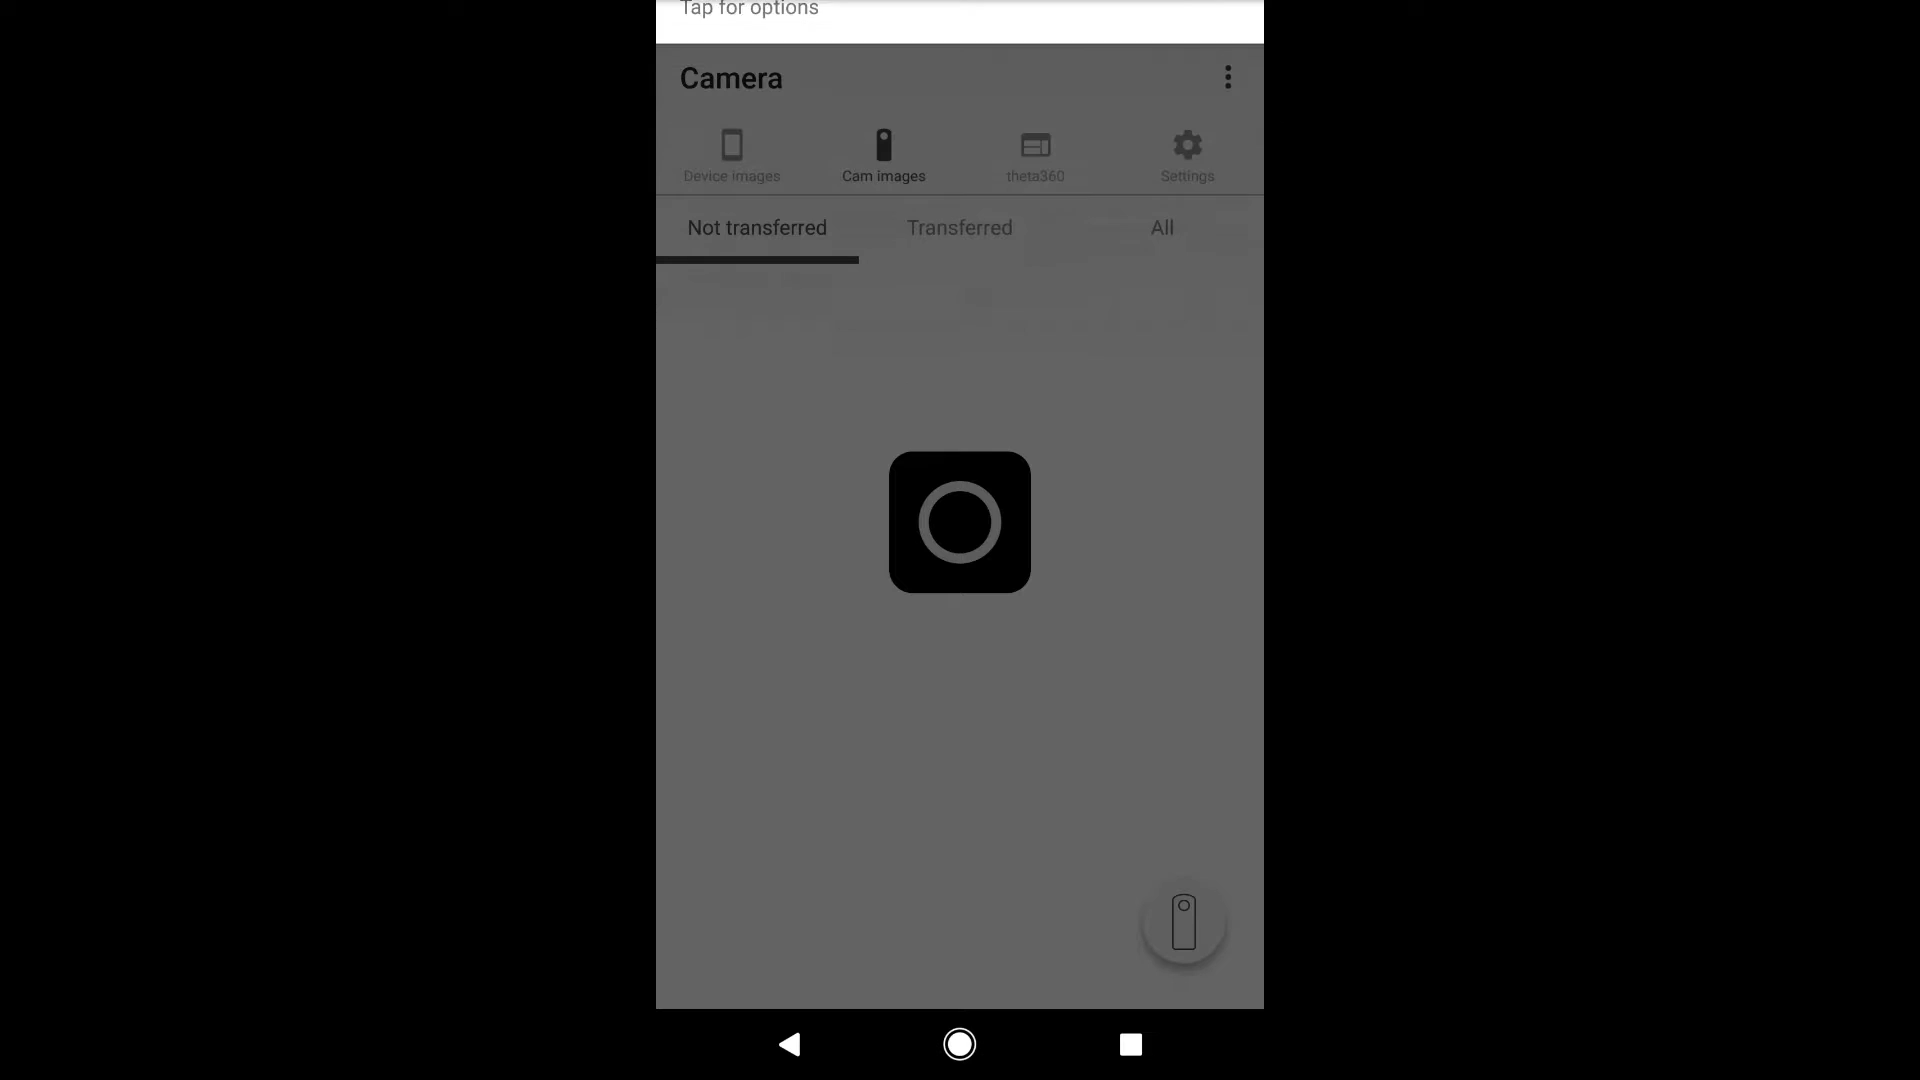 Tap for options
Camera
Device images
Cam images
theta360
Settings
Not transferred
Transferred
All